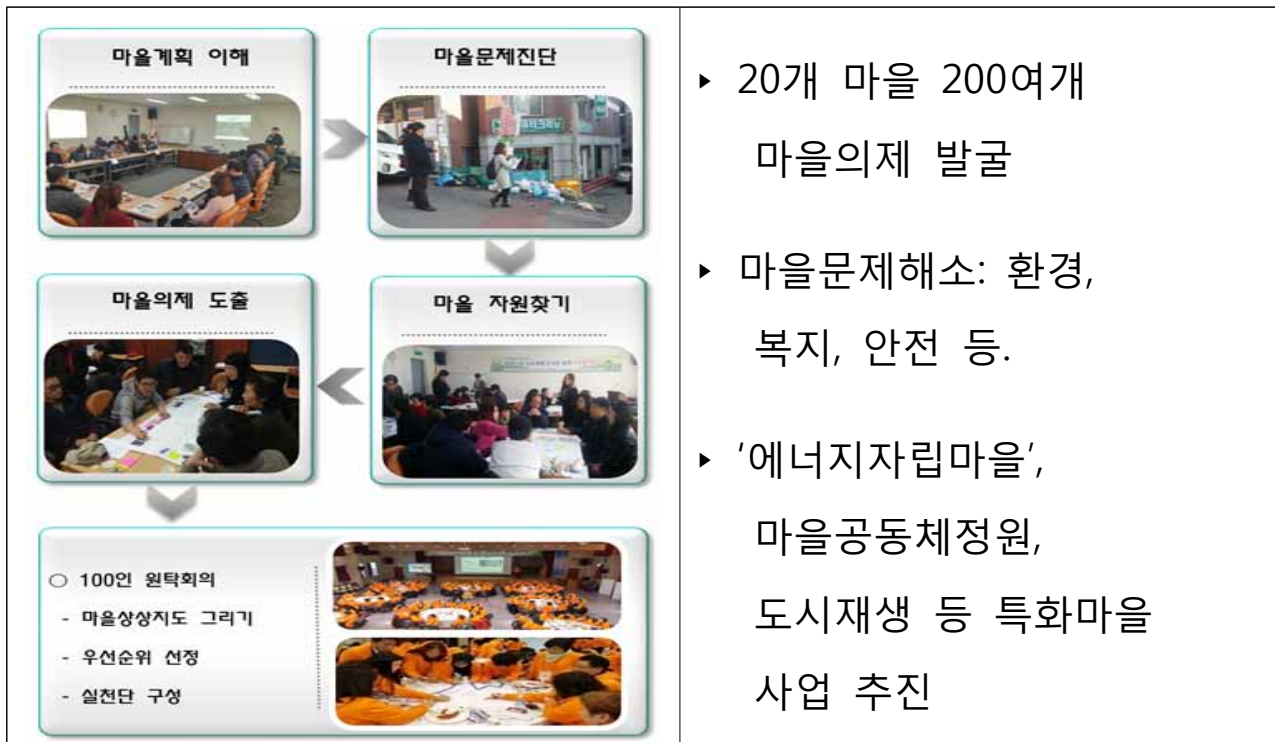 마을계획 이해
마을문제진단
마을의제 도출
마을 자원찾기
○ 100인 원탁회의
- 마을상상지도 그리기
- 우선순위 선정
- 실천단 구성
▸ 20개 마을 200여개
마을의제 발굴
▸ 마을문제해소: 환경,
복지, 안전 등.
▸ '에너지자립마을',
마을공동체정원,
도시재생 등 특화마을
사업 추진